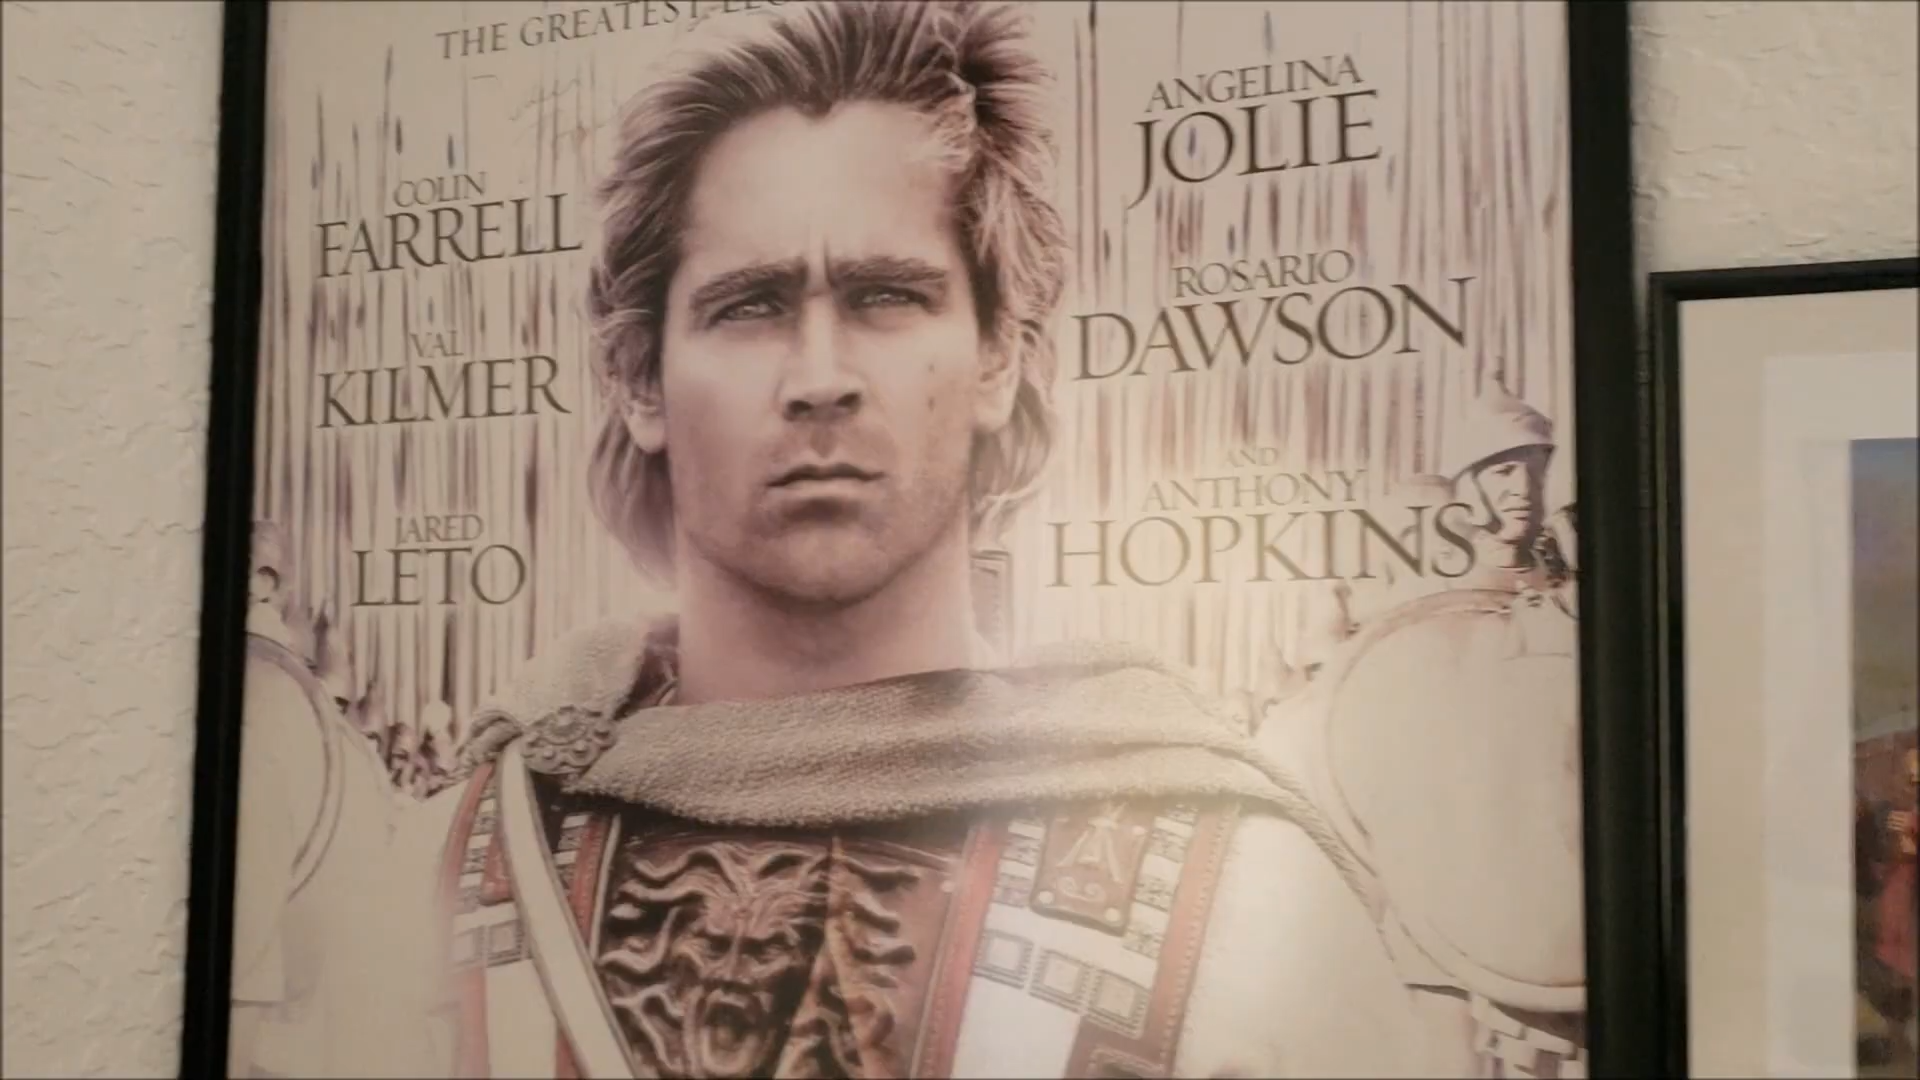 THE GREATEST
COLIN
FARRELL
VAL
KILMER
JARED
LETO
ANGELINA
JOLIE
ROSARIO
DAWSON
AND
ANTHONY
HOPKINS